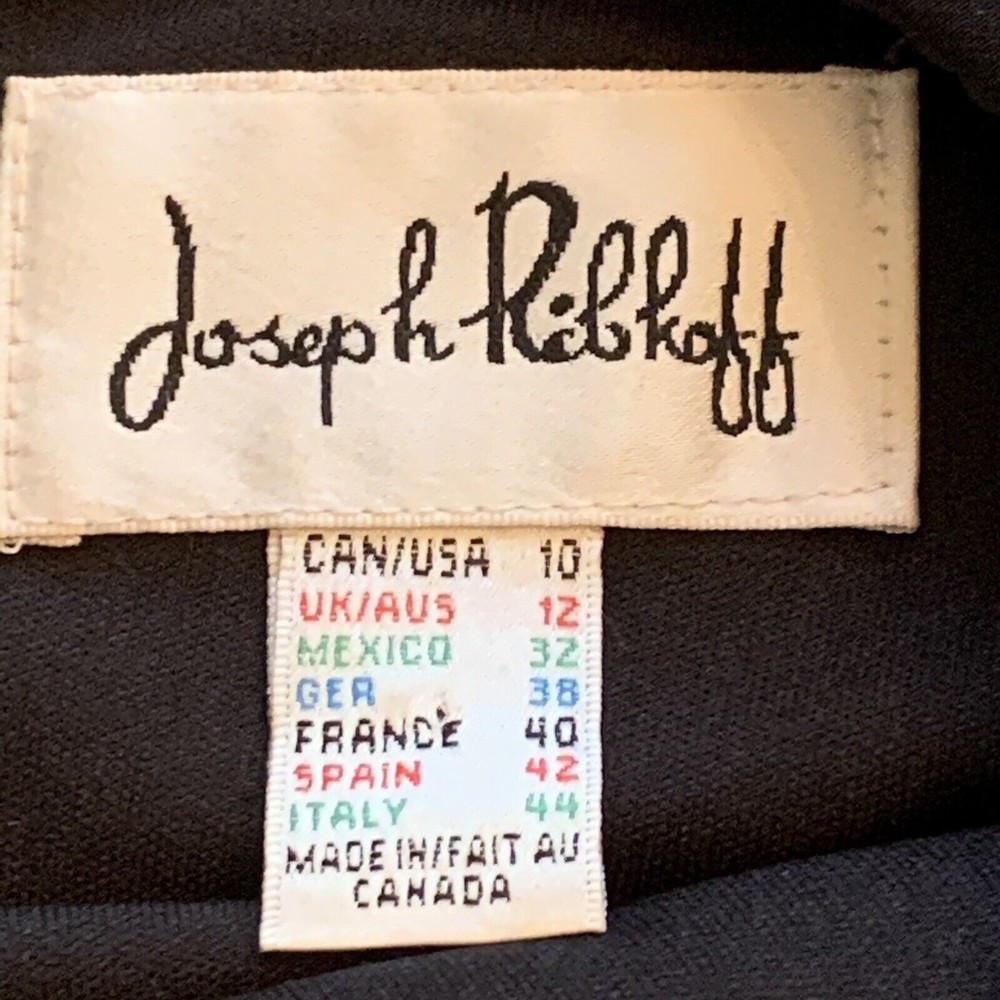 Joseph Ribkoff
CAN/USA 10
UK/AUS 12
MEXICO 32
GER 38
FRANCE 40
SPAIN 42
ITALY 44
MADE IN/FAIT AU
CANADA